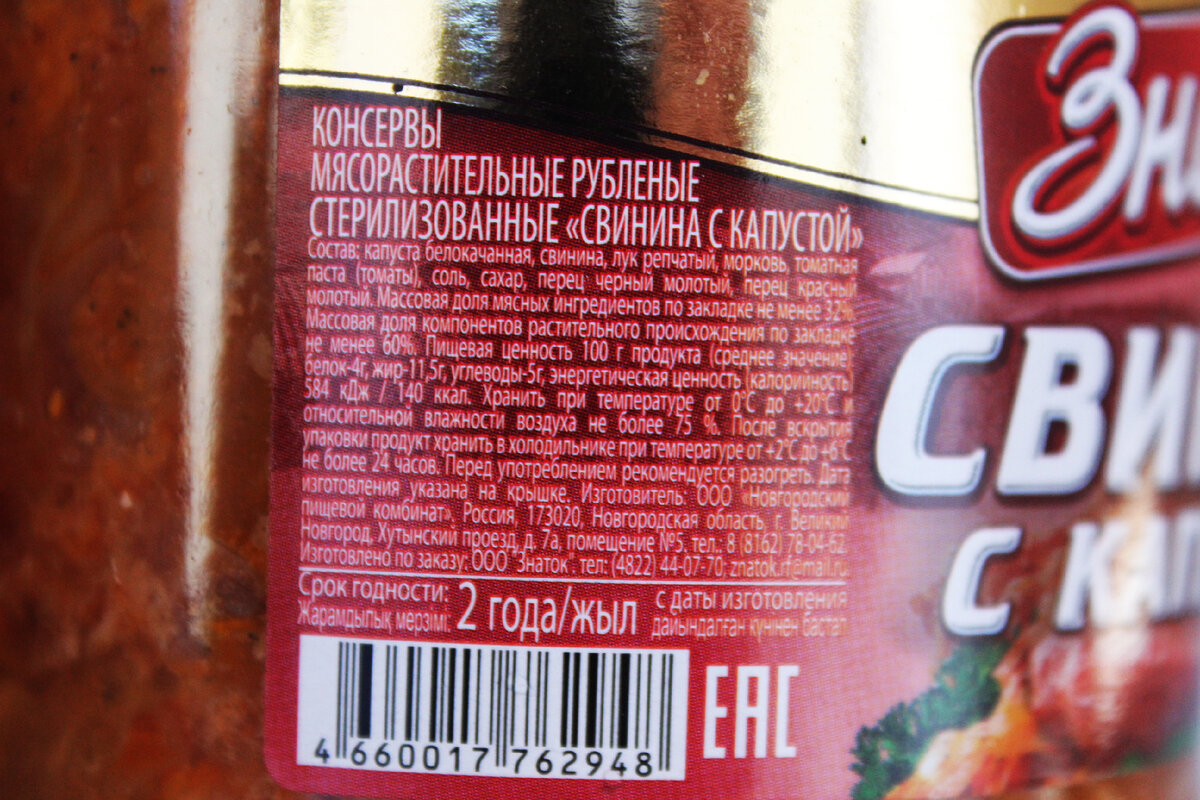 КОНСЕРВЫ
МЯСОРАСТИТЕЛЬНЫЕ РУБЛЕНЫЕ
СТЕРИЛИЗОВАННЫЕ «СВИНИНА С КАПУСТОЙ»
Состав: капуста белокачанная, свинина, лук репчатый, морковь, томатная
паста (томаты), соль, сахар, перец черный молотый, перец красный
молотый. Массовая доля мясных ингредиентов по закладке не менее 32%.
Массовая доля компонентов растительного происхождения по закладке
не менее 60%. Пищевая ценность 100 г продукта (среднее значение):
белок-4г, жир-11,5г, углеводы-5г, энергетическая ценность (калорийность)
584 кДж / 140 ккал. Хранить при температуре от 0°С до +20°С и
относительной влажности воздуха не более 75 %. После вскрытия
упаковки продукт хранить в холодильнике при температуре от +2°С до +6°С
не более 24 часов. Перед употреблением рекомендуется разогреть. Дата
изготовления указана на крышке. Изготовитель: ООО «Новгородский
пищевой комбинат», Россия, 173020, Новгородская область, г. Великий
Новгород. Хутынский проезд, д. 7а, помещение №5, тел.: 8 (8162) 78-04-62.
Изготовлено по заказу: ООО "Знаток", тел: (4822) 44-07-70, znatok.rf@mail.ru
Срок годности: 2 года/жыл с даты изготовления
Жарамдылық мерзімі: дайындалған күннен бастап
4 660017 762948
ЕАС
Зн
СВИ
С КАП